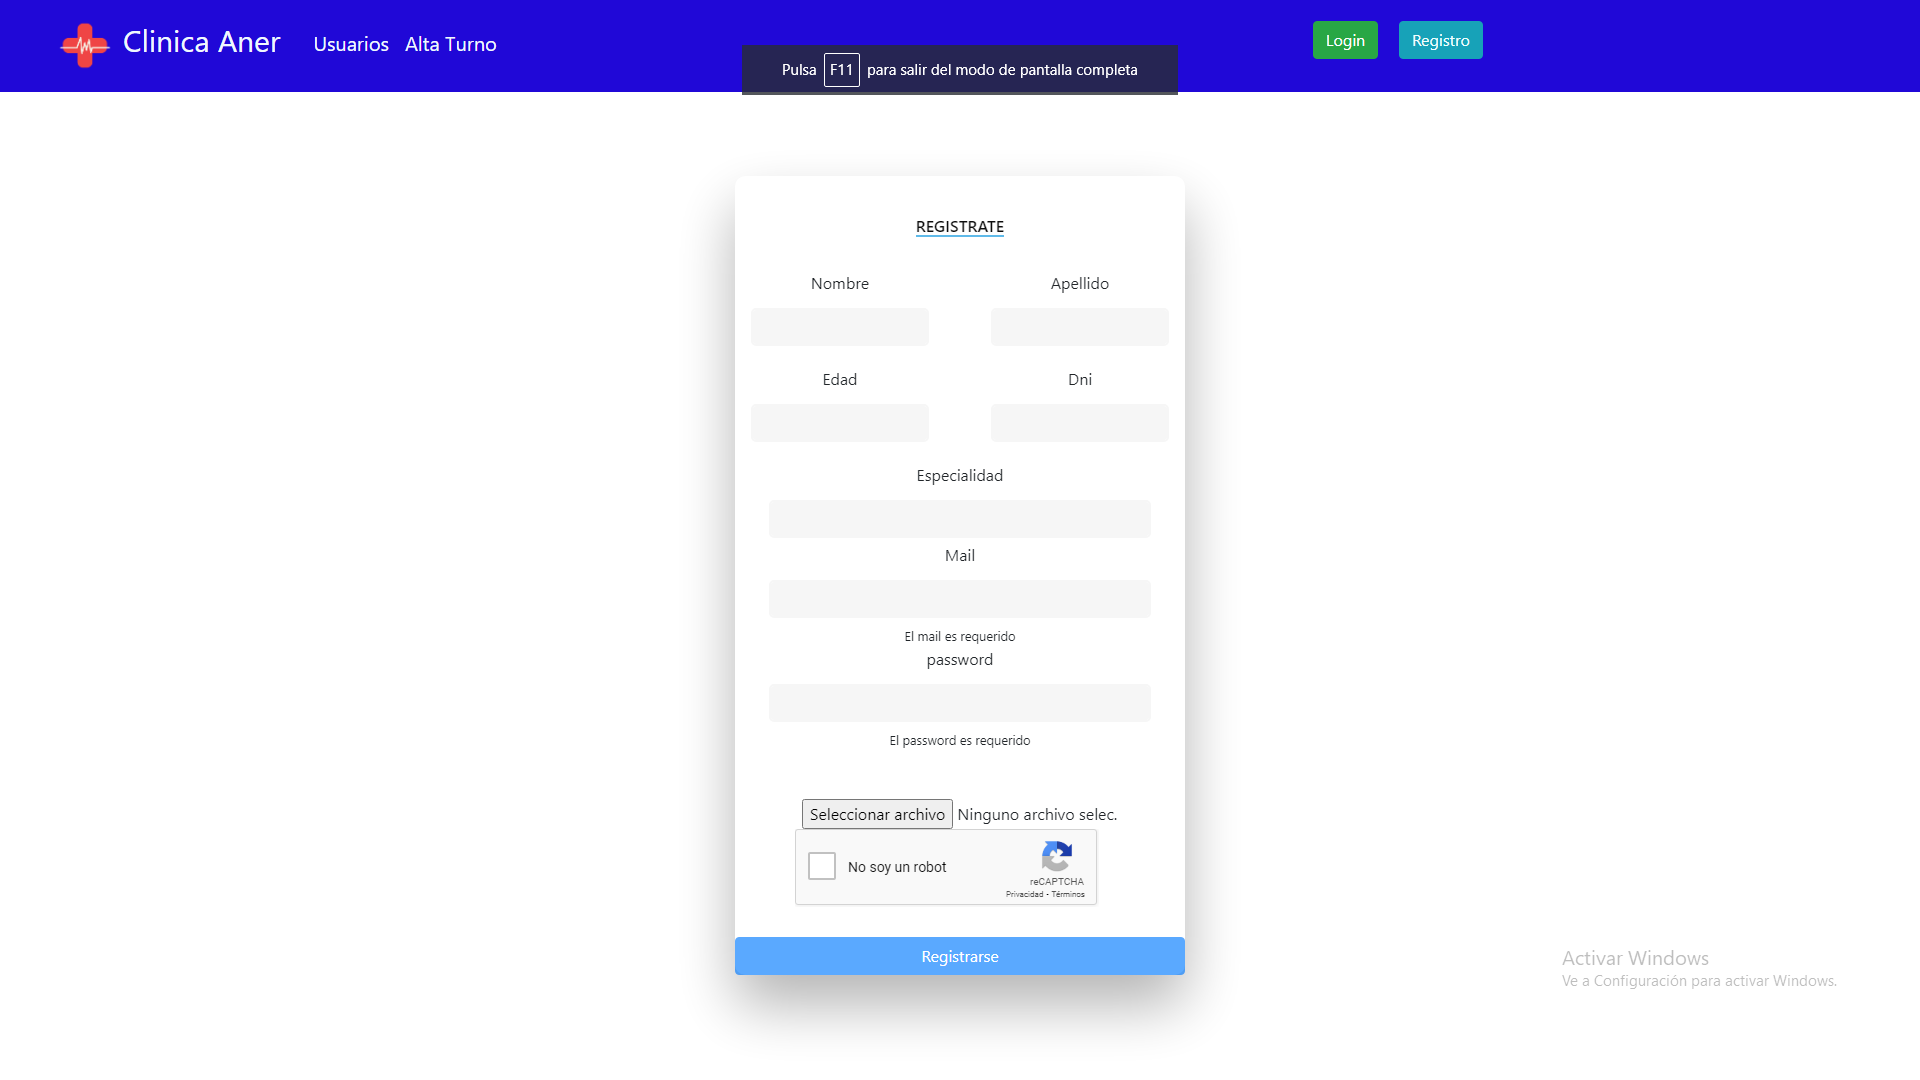 Clinica Aner
Usuarios Alta Turno
Login Registro
Pulsa F11 para salir del modo de pantalla completa
REGISTRATE
Nombre Apellido
Edad Dni
Especialidad
Mail
El mail es requerido
password
El password es requerido
Seleccionar archivo Ninguno archivo selec.
No soy un robot
reCAPTCHA
Privacidad - Términos
Registrarse
Activar Windows
Ve a Configuración para activar Windows.